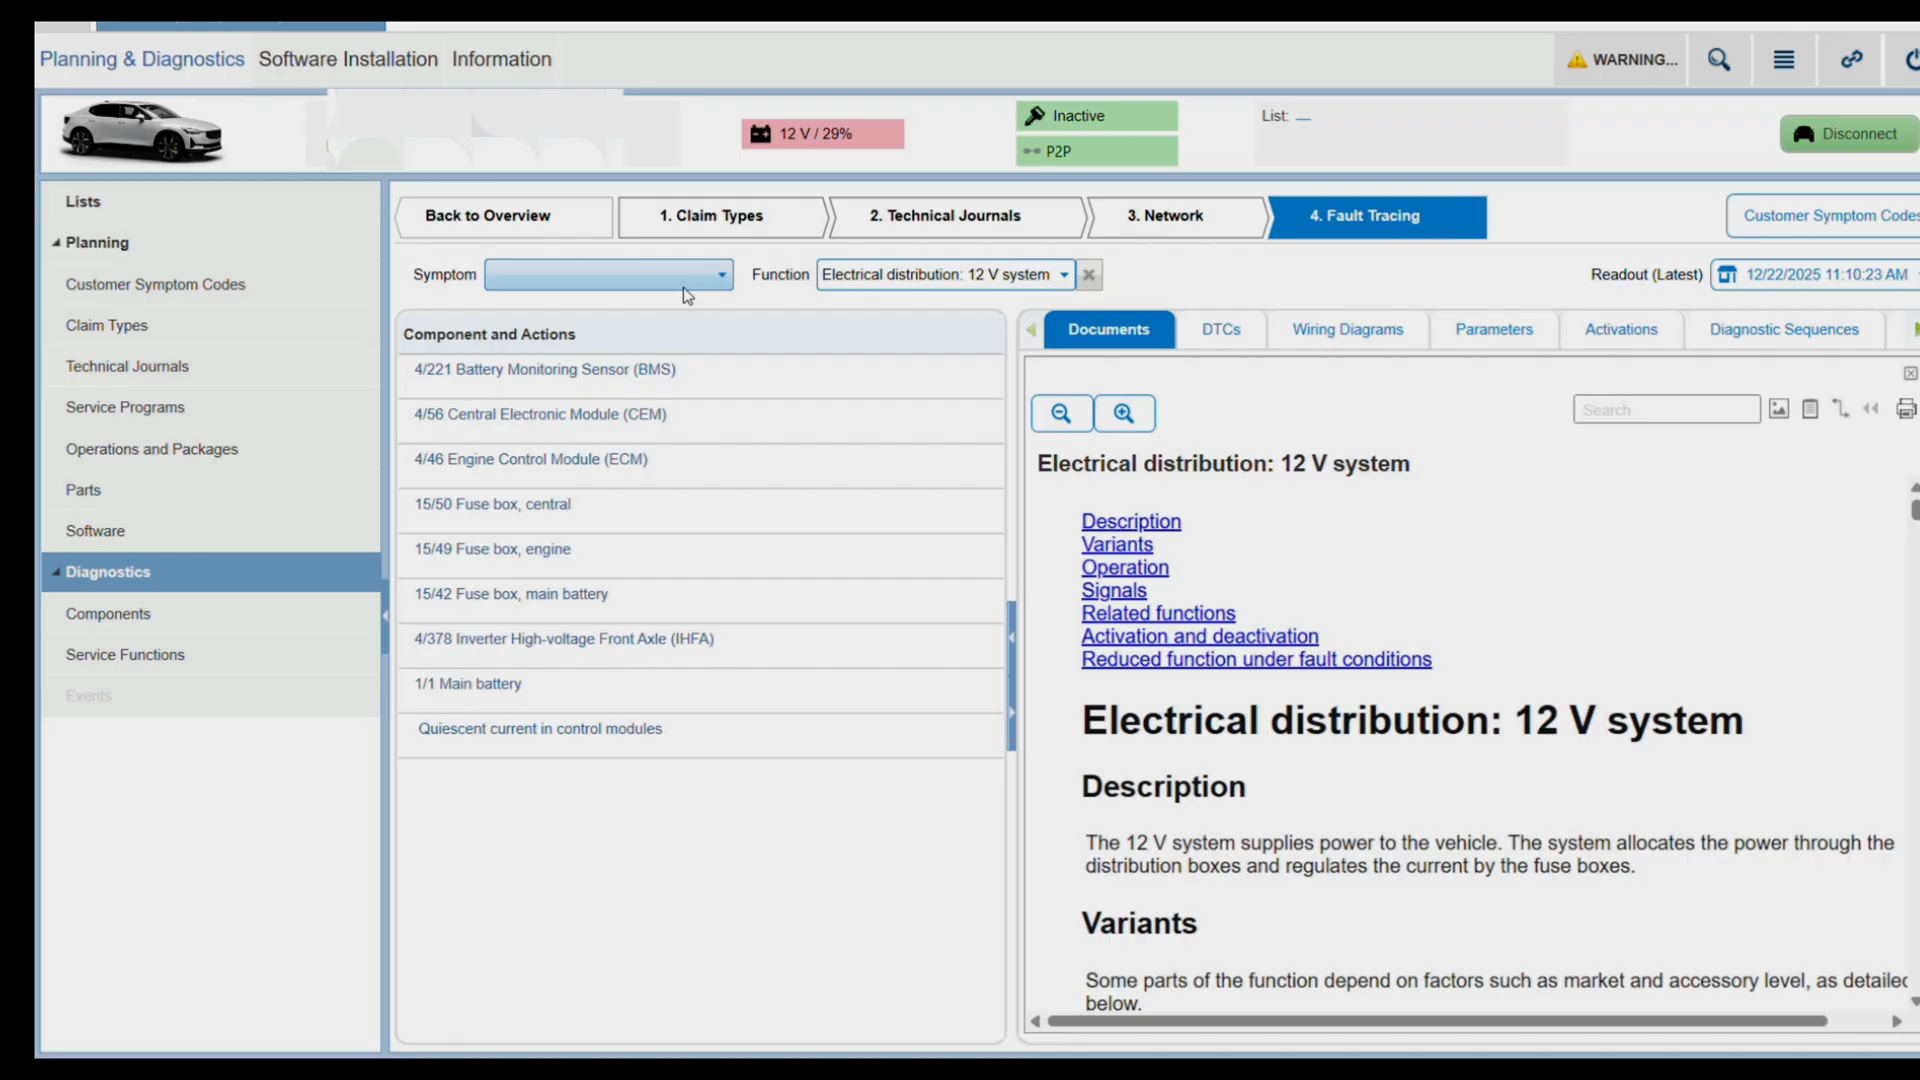 Planning & Diagnostics Software Installation Information
WARNING...
12 V / 29%
Inactive
P2P
List: —
Disconnect
Lists
Planning
Customer Symptom Codes
Claim Types
Technical Journals
Service Programs
Operations and Packages
Parts
Software
Diagnostics
Components
Service Functions
Events
Back to Overview
1. Claim Types
2. Technical Journals
3. Network
4. Fault Tracing
Customer Symptom Codes
Symptom
Function Electrical distribution: 12 V system
Readout (Latest) 12/22/2025 11:10:23 AM
Component and Actions
4/221 Battery Monitoring Sensor (BMS)
4/56 Central Electronic Module (CEM)
4/46 Engine Control Module (ECM)
15/50 Fuse box, central
15/49 Fuse box, engine
15/42 Fuse box, main battery
4/378 Inverter High-voltage Front Axle (IHFA)
1/1 Main battery
Quiescent current in control modules
Documents
DTCs
Wiring Diagrams
Parameters
Activations
Diagnostic Sequences
Search
Electrical distribution: 12 V system
Description
Variants
Operation
Signals
Related functions
Activation and deactivation
Reduced function under fault conditions
Electrical distribution: 12 V system
Description
The 12 V system supplies power to the vehicle. The system allocates the power through the
distribution boxes and regulates the current by the fuse boxes.
Variants
Some parts of the function depend on factors such as market and accessory level, as detailed
below.